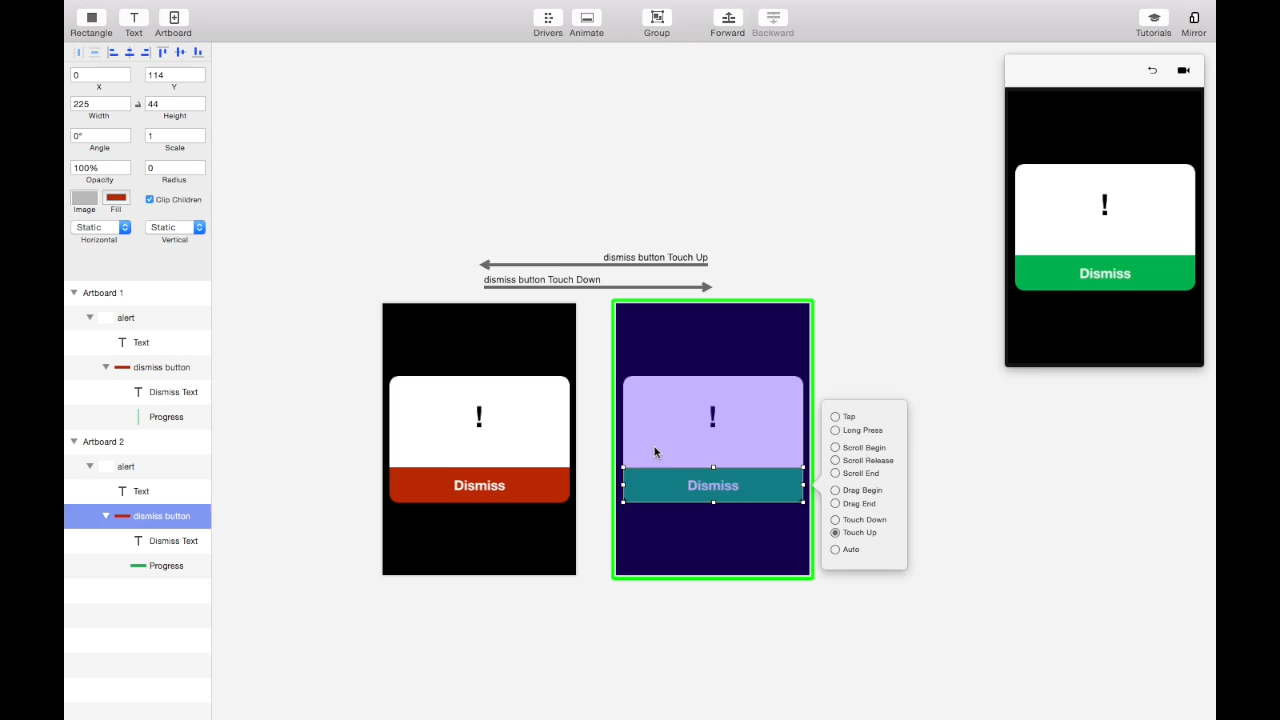 Rectangle Text Artboard Drivers Animate Group Forward Backward Tutorials Mirror
0 114
X Y
225 44
Width Height
0° 1
Angle Scale
100% 0
Opacity Radius
Clip Children
Image Fill
Static Static
Horizontal Vertical
Artboard 1
alert
Text
dismiss button
Dismiss Text
Progress
Artboard 2
alert
Text
dismiss button
Dismiss Text
Progress
dismiss button Touch Up
dismiss button Touch Down
!
Dismiss
!
Dismiss
Tap
Long Press
Scroll Begin
Scroll Release
Scroll End
Drag Begin
Drag End
Touch Down
Touch Up
Auto
!
Dismiss